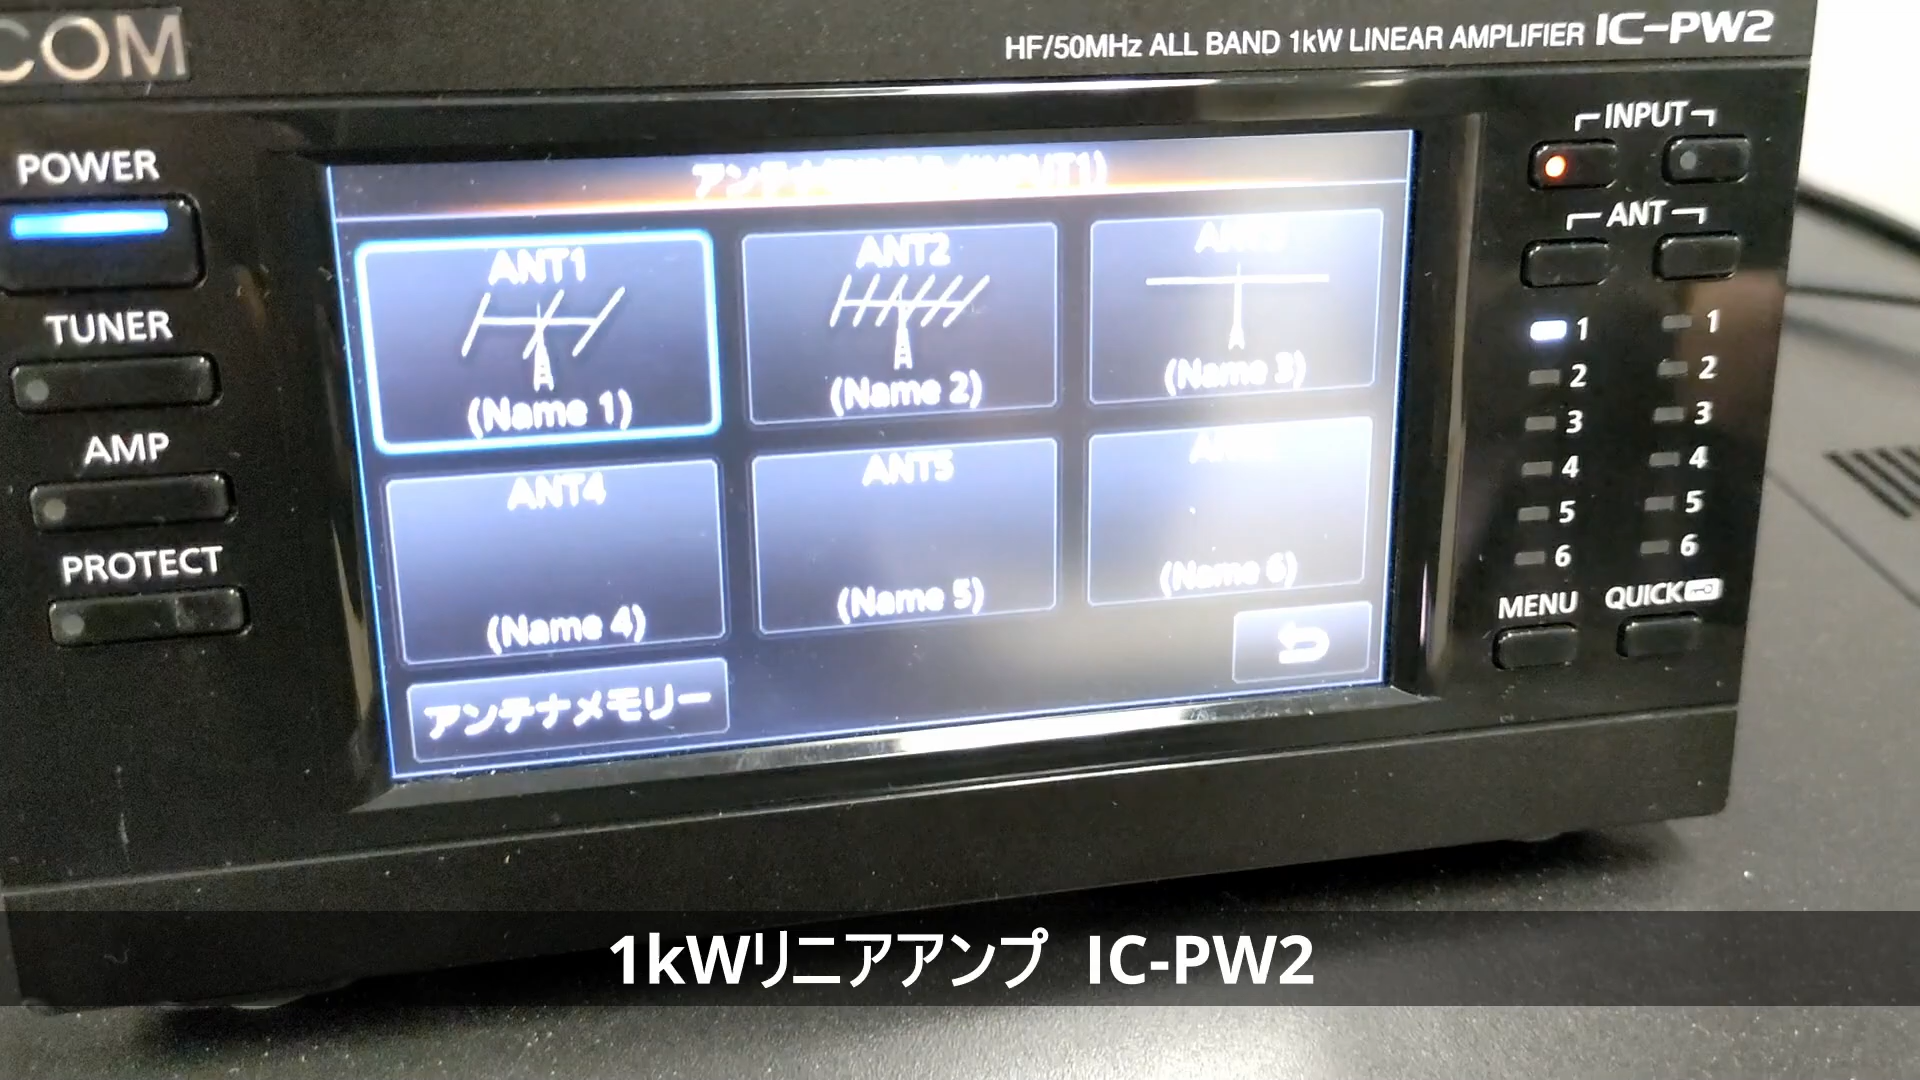 COM
HF/50MHz ALL BAND 1kW LINEAR AMPLIFIER IC-PW2
POWER
TUNER
AMP
PROTECT
ANT1
(Name 1)
ANT2
(Name 2)
ANT3
(Name 3)
ANT4
(Name 4)
ANT5
(Name 5)
(Name 6)
アンテナメモリー
INPUT
ANT
1 1
2 2
3 3
4 4
5 5
6 6
MENU QUICK
1kWリニアアンプ IC-PW2